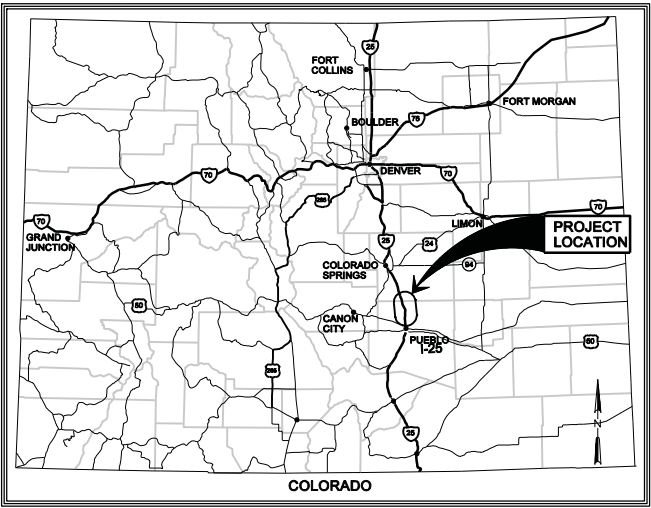 25
FORT
COLLINS
FORT MORGAN
76
BOULDER
DENVER
70
70
285
70
70
LIMON
PROJECT
LOCATION
GRAND
JUNCTION
25
24
94
COLORADO
SPRINGS
50
CANON
CITY
PUEBLO
I-25
50
285
25
N
COLORADO